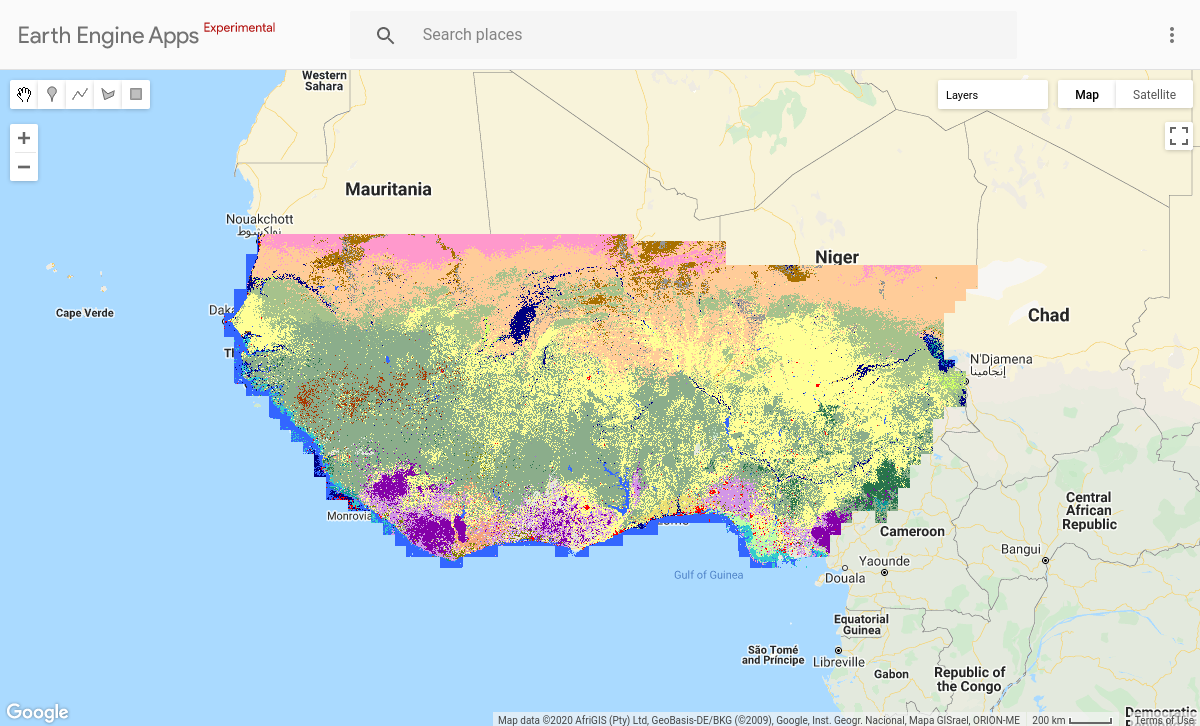 Earth Engine Apps Experimental
Search places
Layers
Map
Satellite
Western
Sahara
Mauritania
Nouakchott
نواكشوط
Niger
Cape Verde
Chad
N'Djamena
إنجامينا
Monrovia
Central
African
Republic
Cameroon
Bangui
Yaounde
Douala
Gulf of Guinea
Equatorial
Guinea
São Tomé
and Príncipe
Libreville
Gabon
Republic of
the Congo
Democratic
Google
Map data ©2020 AfriGIS (Pty) Ltd, GeoBasis-DE/BKG (©2009), Google, Inst. Geogr. Nacional, Mapa GISrael, ORION-ME
200 km
Terms of Use